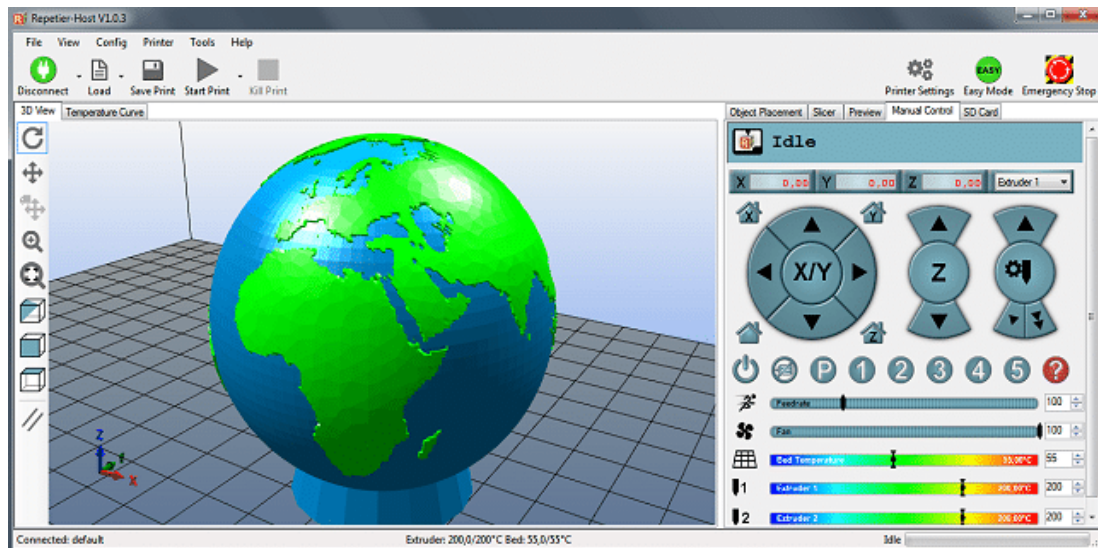 Repetier-Host V1.0.3
File View Config Printer Tools Help
Disconnect Load Save Print Start Print Kill Print Printer Settings EASY Easy Mode Emergency Stop
3D View Temperature Curve Object Placement Slicer Preview Manual Control SD Card
Idle
X 0,00 Y 0,00 Z 0,00 Extruder 1
X Y
X/Y Z
Z
P 1 2 3 4 5 ?
Feedrate 100
Fan 100
Bed Temperature 55
1 Extruder 1 200,00°C 200
2 Extruder 2 200,00°C 200
Z
X
Connected: default Extruder: 200,0/200°C Bed: 55,0/55°C Idle